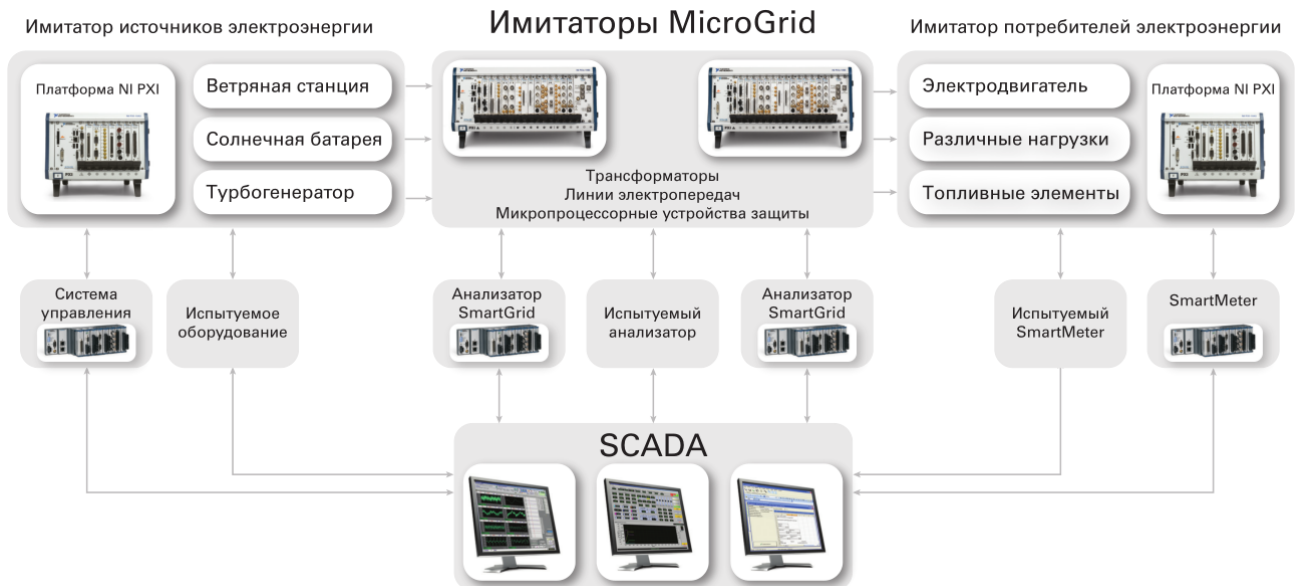 Имитаторы MicroGrid
Имитатор источников электроэнергии
Имитатор потребителей электроэнергии
Платформа NI PXI
Ветряная станция
Солнечная батарея
Турбогенератор
Трансформаторы
Линии электропередач
Микропроцессорные устройства защиты
Электродвигатель
Различные нагрузки
Топливные элементы
Платформа NI PXI
Система
управления
Испытуемое
оборудование
Анализатор
SmartGrid
Испытуемый
анализатор
Анализатор
SmartGrid
Испытуемый
SmartMeter
SmartMeter
SCADA